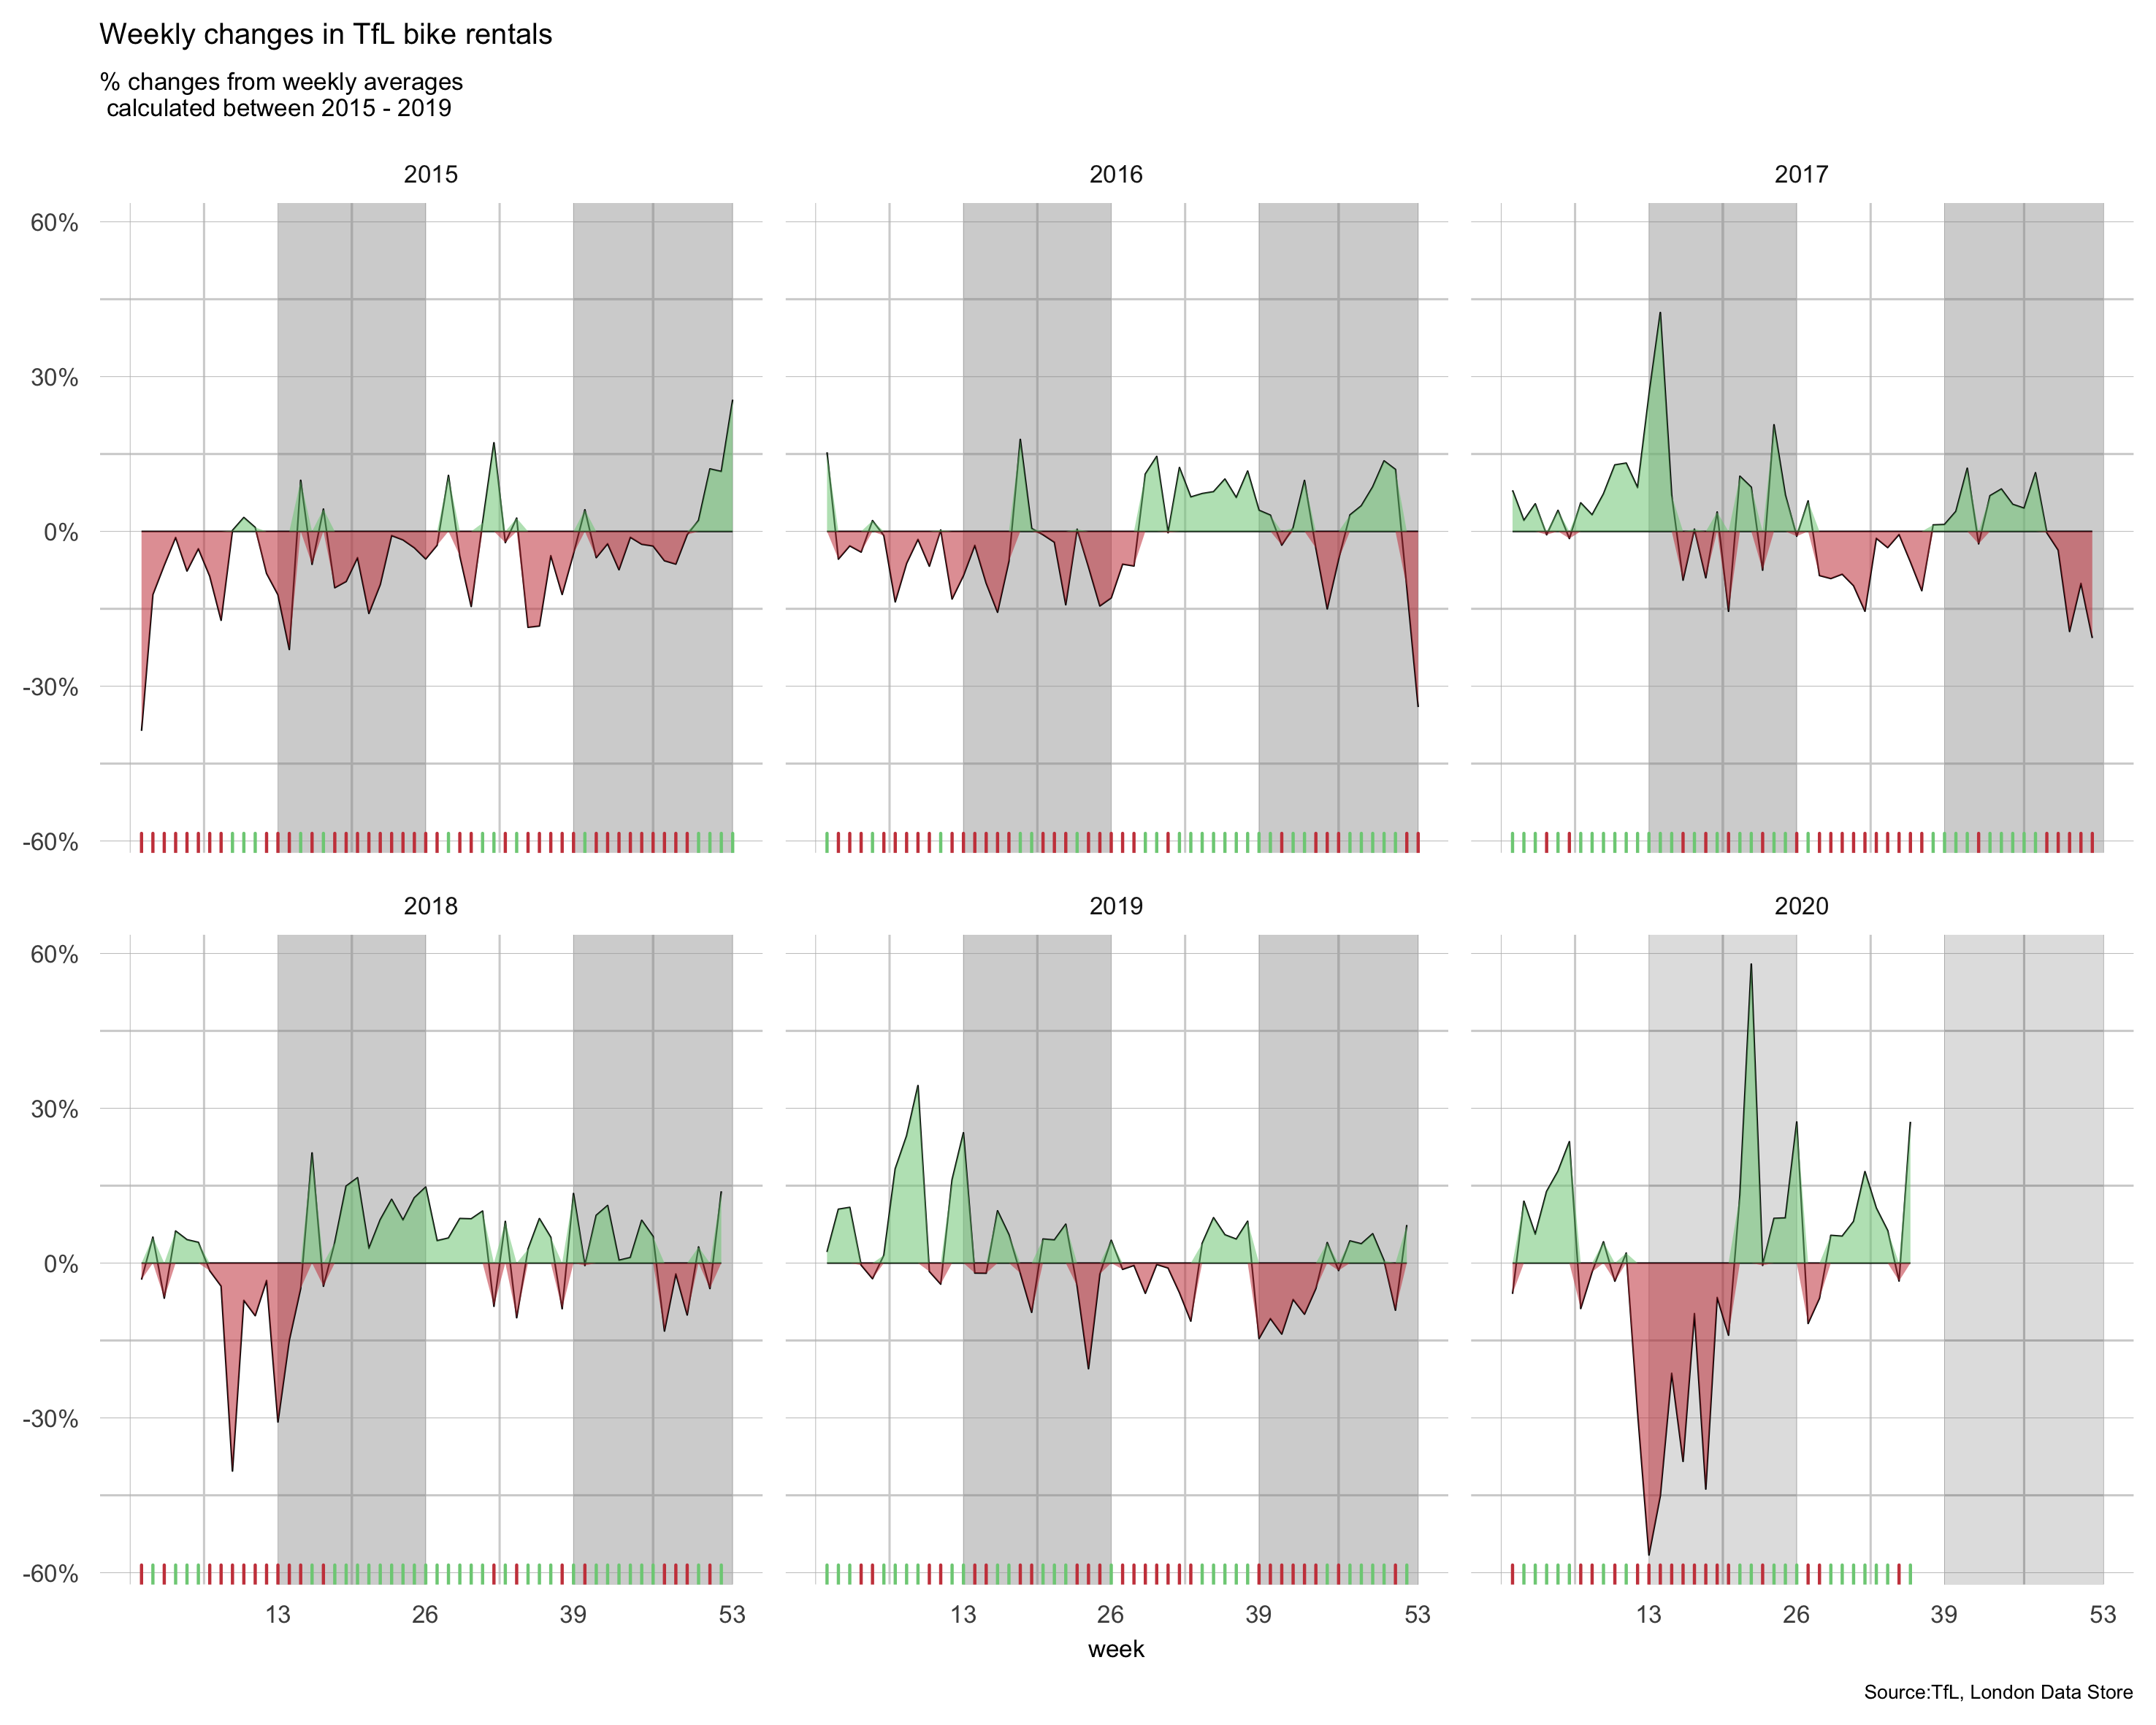 Weekly changes in TfL bike rentals
% changes from weekly averages
calculated between 2015 - 2019
2015 2016 2017
60%
30%
0%
-30%
-60%
2018 2019 2020
60%
30%
0%
-30%
-60%
13 26 39 53 13 26 39 53 13 26 39 53
week
Source:TfL, London Data Store